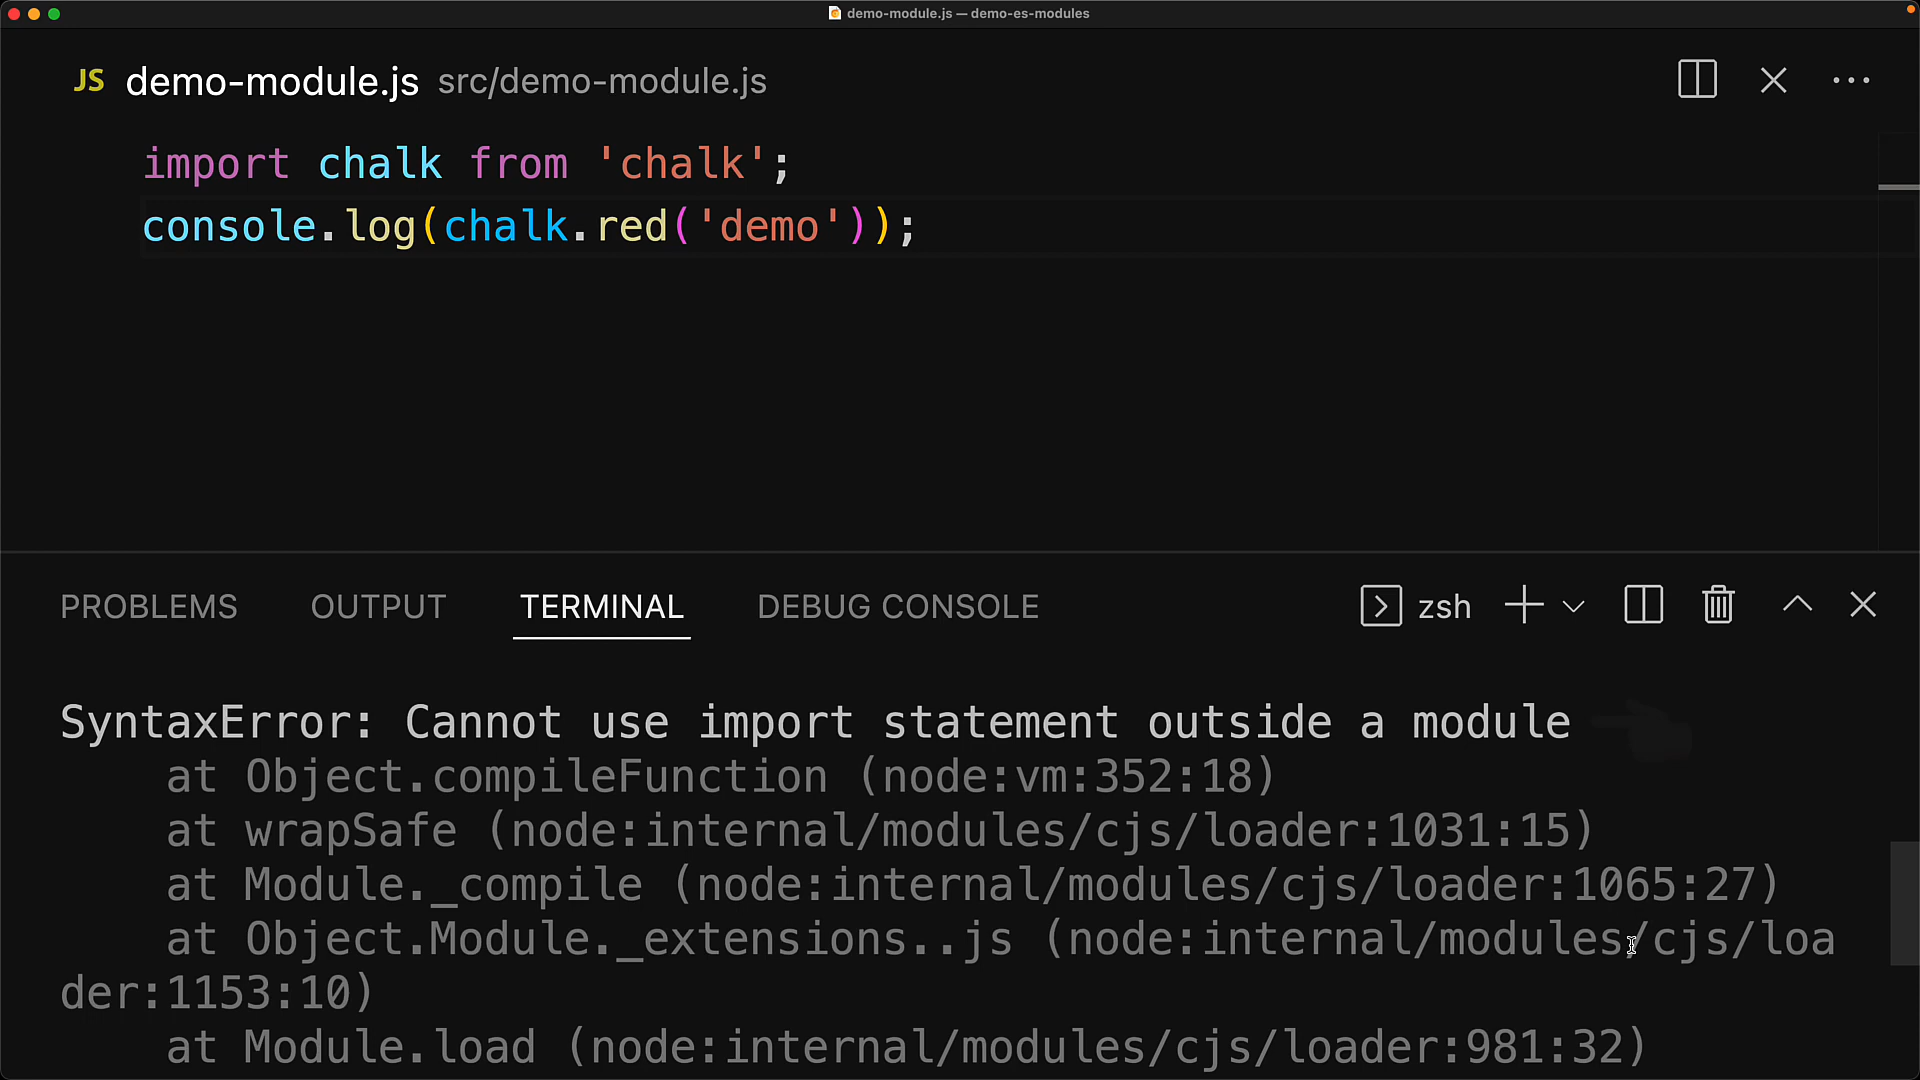 demo-module.js — demo-es-modules
JS demo-module.js src/demo-module.js
import chalk from 'chalk';
console.log(chalk.red('demo'));
PROBLEMS OUTPUT TERMINAL DEBUG CONSOLE zsh
SyntaxError: Cannot use import statement outside a module
    at Object.compileFunction (node:vm:352:18)
    at wrapSafe (node:internal/modules/cjs/loader:1031:15)
    at Module._compile (node:internal/modules/cjs/loader:1065:27)
    at Object.Module._extensions..js (node:internal/modules/cjs/loa
der:1153:10)
    at Module.load (node:internal/modules/cjs/loader:981:32)